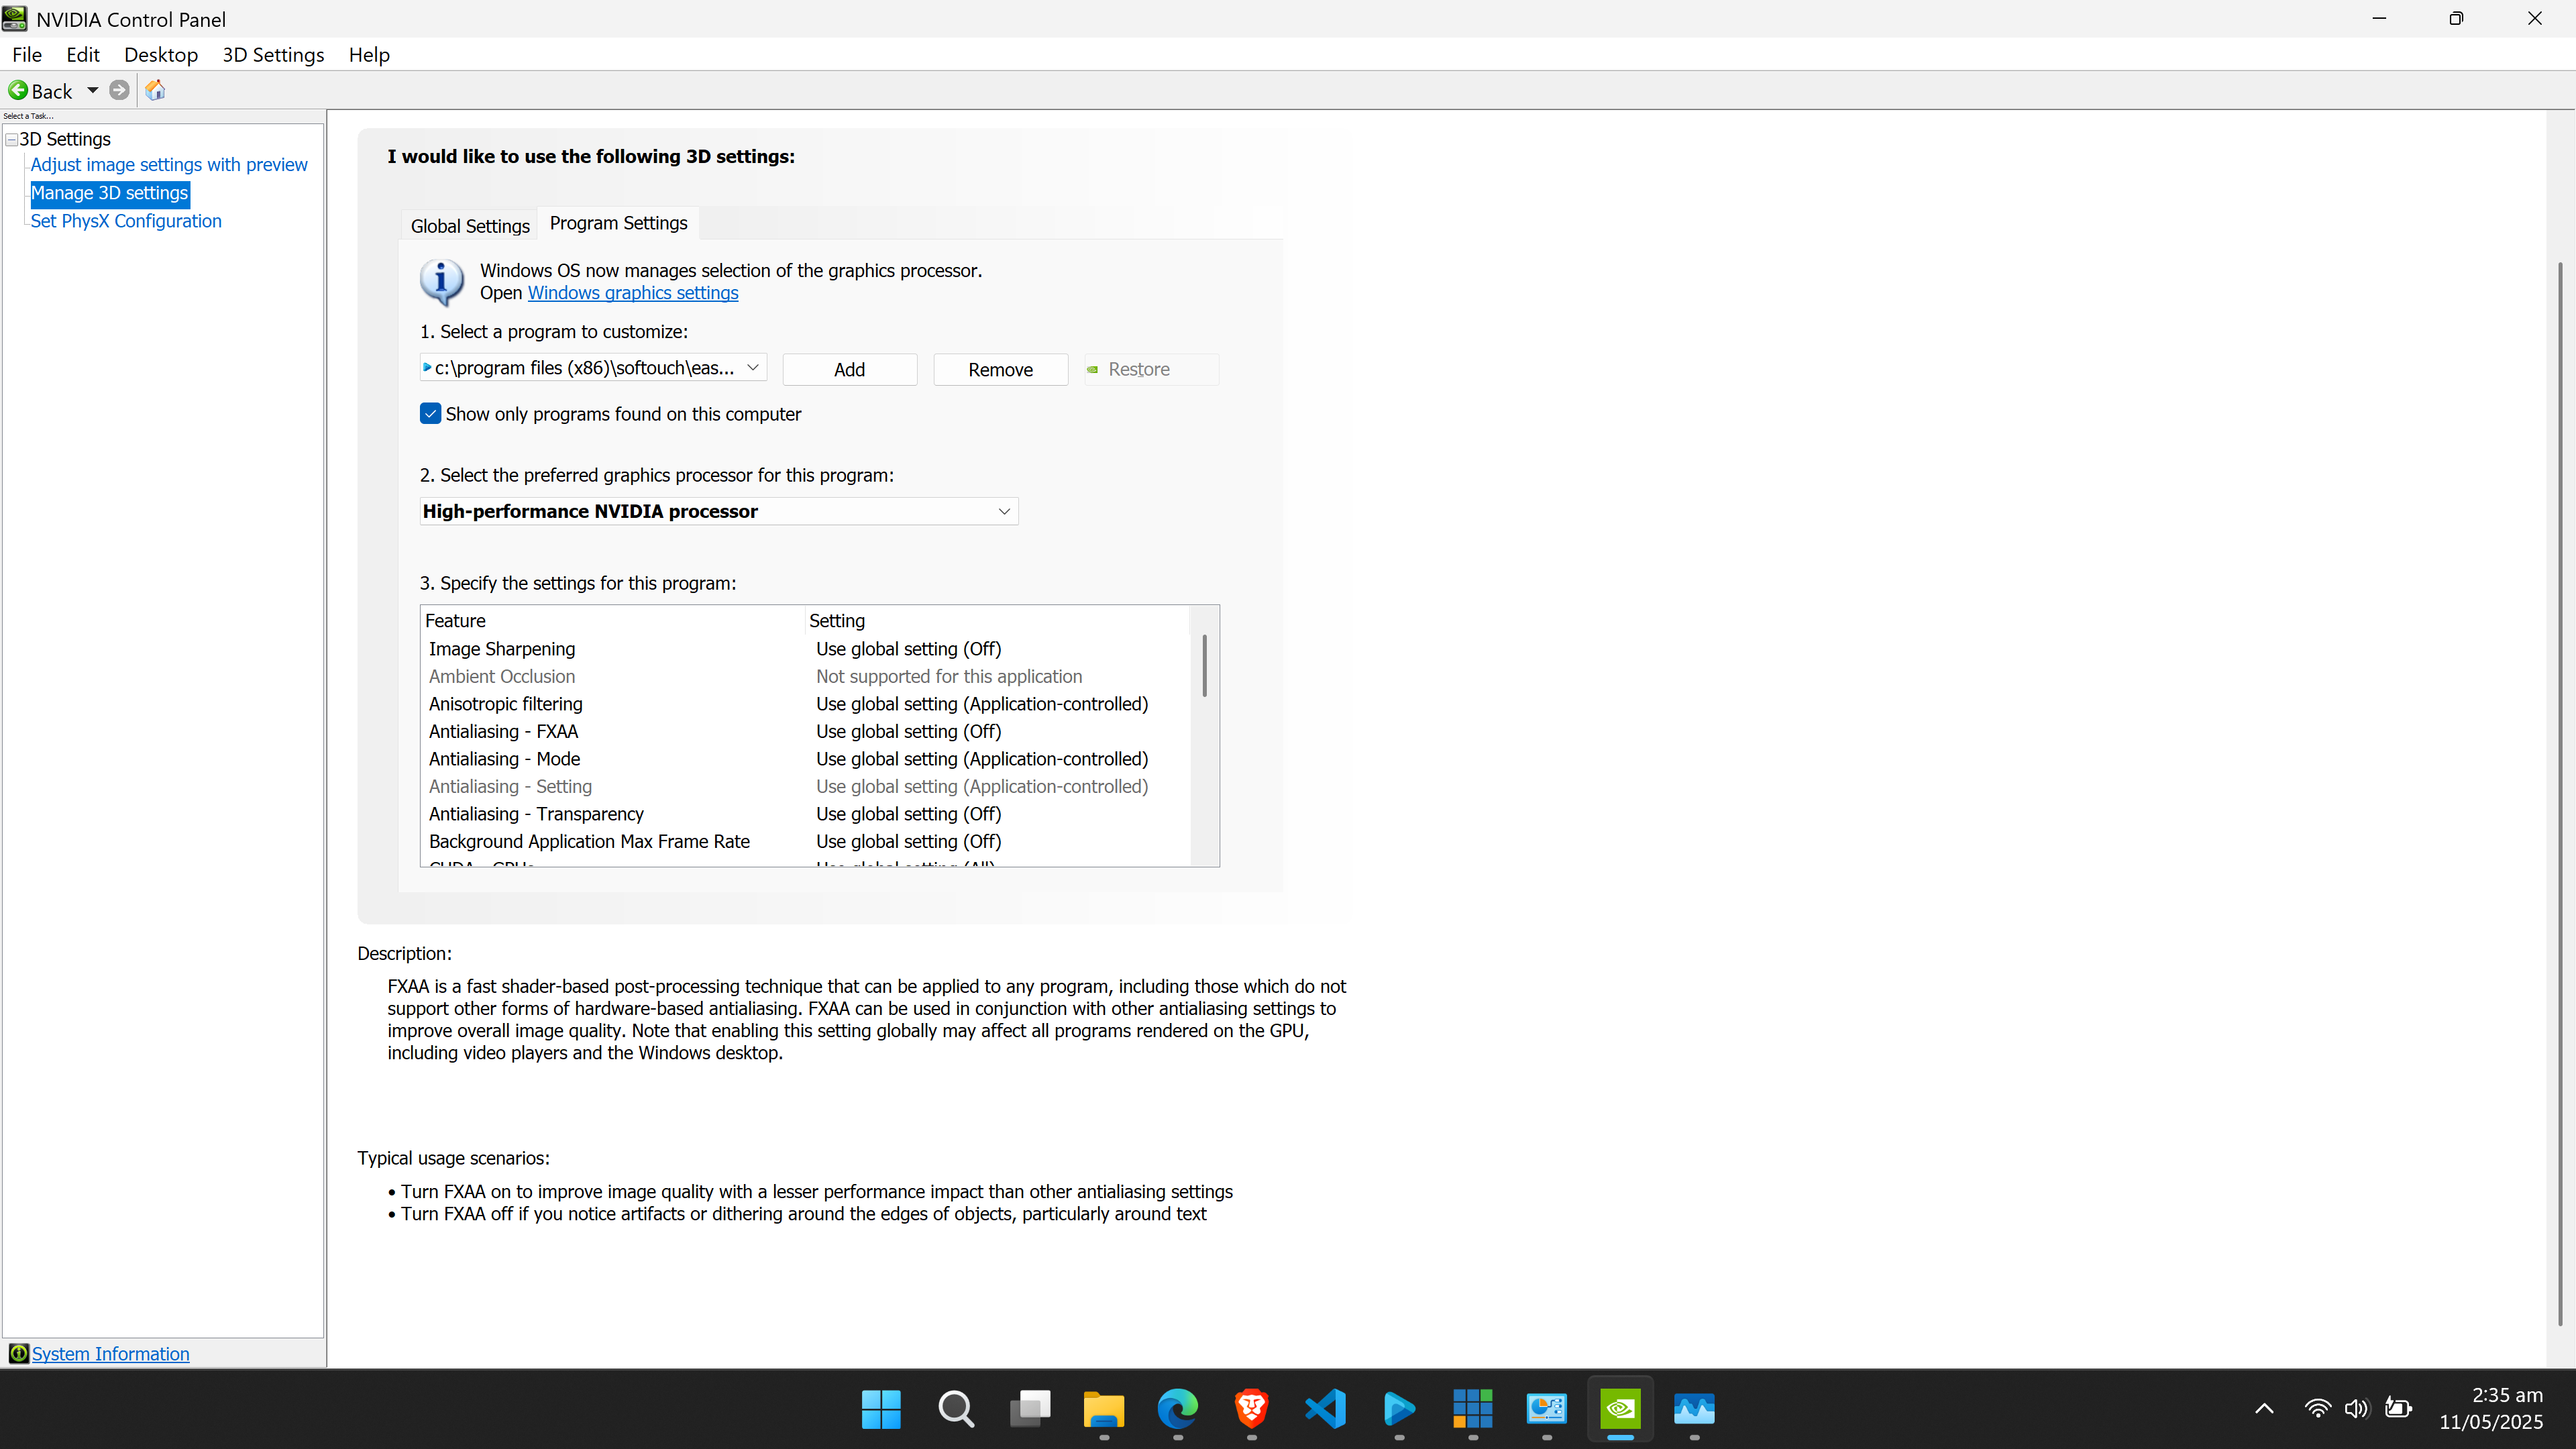 NVIDIA Control Panel
File Edit Desktop 3D Settings Help
Back
Select a Task...
3D Settings
Adjust image settings with preview
Manage 3D settings
Set PhysX Configuration
System Information
I would like to use the following 3D settings:
Global Settings Program Settings
Windows OS now manages selection of the graphics processor.
Open Windows graphics settings
1. Select a program to customize:
c:\program files (x86)\softouch\eas... Add Remove Restore
Show only programs found on this computer
2. Select the preferred graphics processor for this program:
High-performance NVIDIA processor
3. Specify the settings for this program:
Feature Setting
Image Sharpening Use global setting (Off)
Ambient Occlusion Not supported for this application
Anisotropic filtering Use global setting (Application-controlled)
Antialiasing - FXAA Use global setting (Off)
Antialiasing - Mode Use global setting (Application-controlled)
Antialiasing - Setting Use global setting (Application-controlled)
Antialiasing - Transparency Use global setting (Off)
Background Application Max Frame Rate Use global setting (Off)
CUDA - GPUs Use global setting (All)
Description:
FXAA is a fast shader-based post-processing technique that can be applied to any program, including those which do not
support other forms of hardware-based antialiasing. FXAA can be used in conjunction with other antialiasing settings to
improve overall image quality. Note that enabling this setting globally may affect all programs rendered on the GPU,
including video players and the Windows desktop.
Typical usage scenarios:
• Turn FXAA on to improve image quality with a lesser performance impact than other antialiasing settings
• Turn FXAA off if you notice artifacts or dithering around the edges of objects, particularly around text
2:35 am
11/05/2025